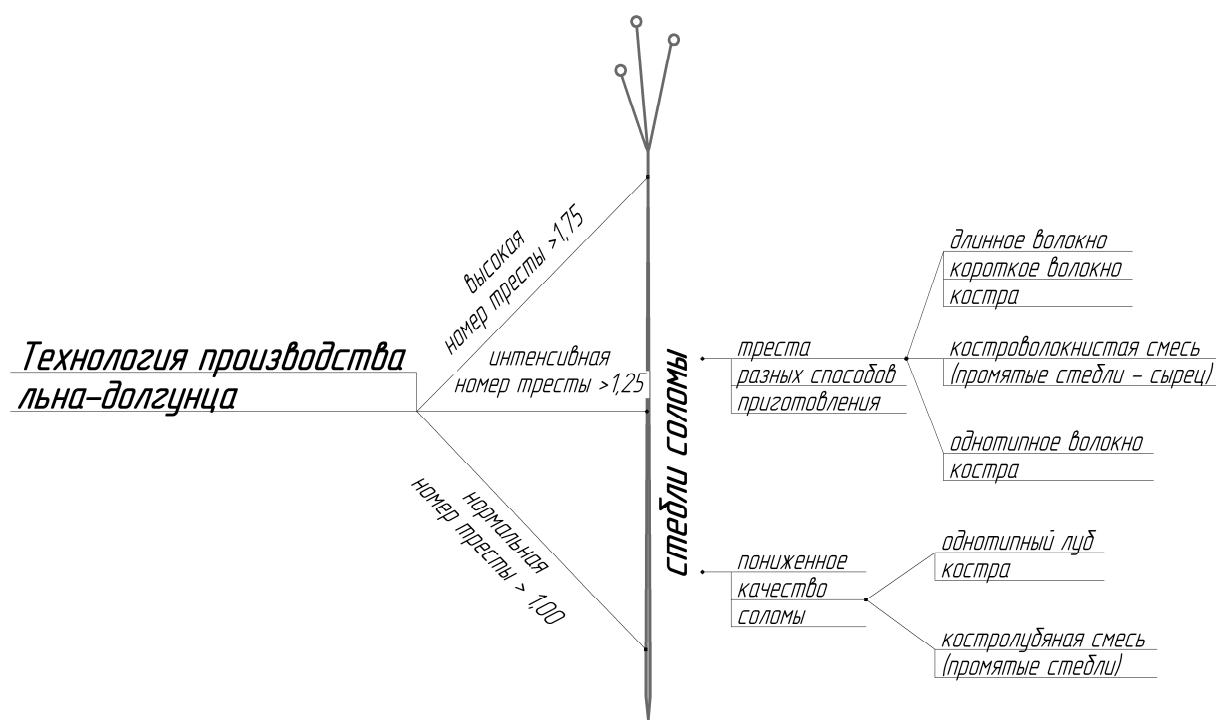 Технология производства
льна-долгунца
высокая
номер тресты >1,75
интенсивная
номер тресты >1,25
нормальная
номер тресты > 1,00
стебли соломы
треста
разных способов
приготовления
длинное волокно
короткое волокно
костра
костроволокнистая смесь
(промятые стебли - сырец)
однотипное волокно
костра
пониженное
качество
соломы
однотипный луб
костра
костролубяная смесь
(промятые стебли)